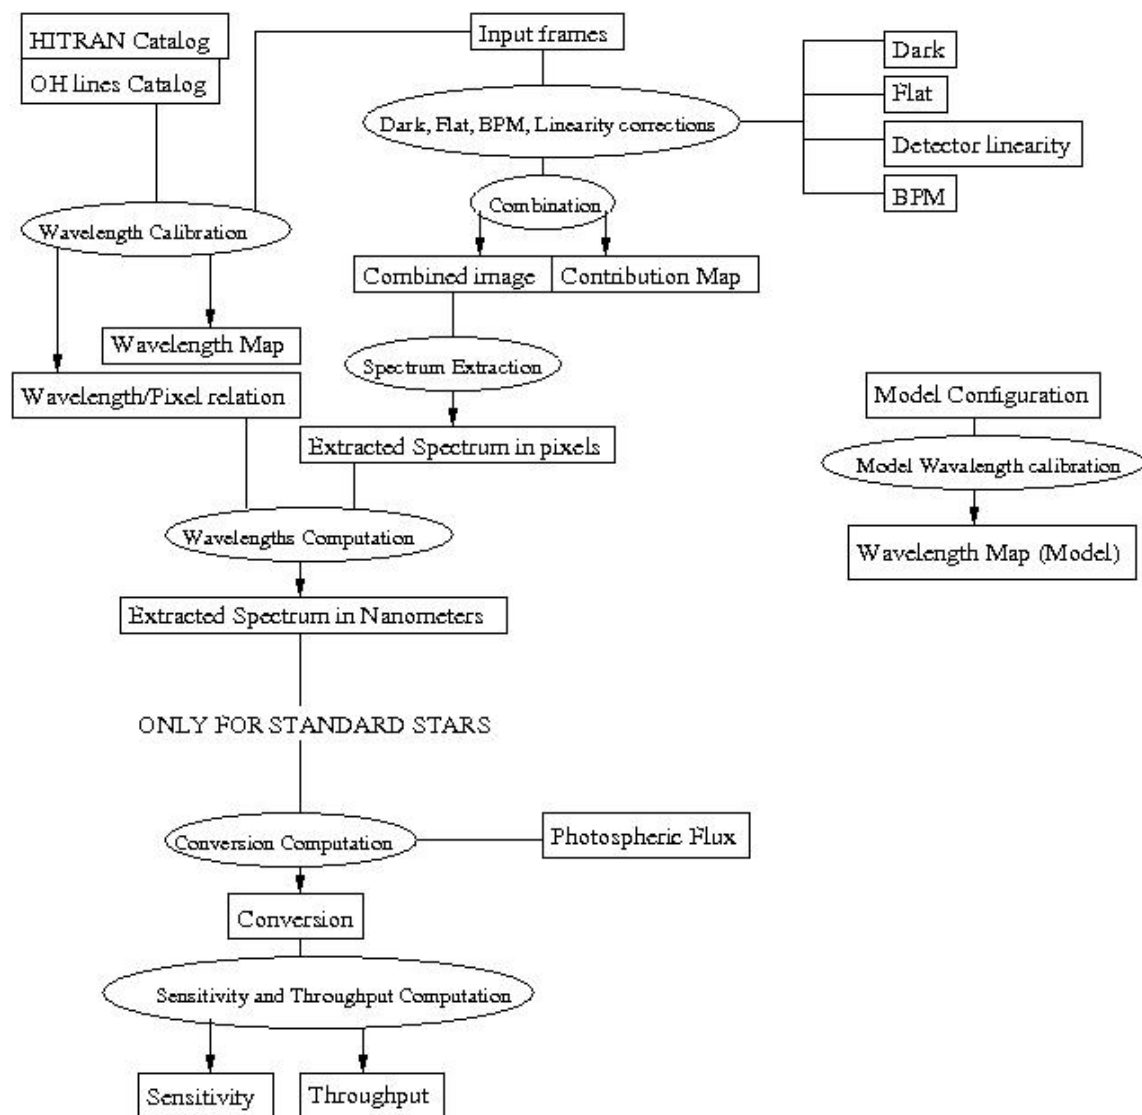 HITRAN Catalog
OH lines Catalog
Input frames
Dark
Flat
Dark, Flat, BPM, Linearity corrections
Detector linearity
BPM
Combination
Wavelength Calibration
Combined image
Contribution Map
Wavelength Map
Spectrum Extraction
Wavelength/Pixel relation
Model Configuration
Extracted Spectrum in pixels
Model Wavalength calibration
Wavelengths Computation
Wavelength Map (Model)
Extracted Spectrum in Nanometers
ONLY FOR STANDARD STARS
Conversion Computation
Photospheric Flux
Conversion
Sensitivity and Throughput Computation
Sensitivity
Throughput